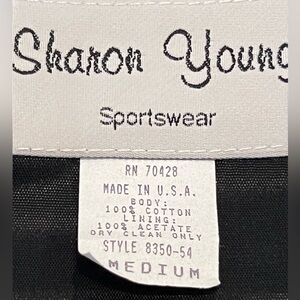 Sharon Young
Sportswear
RN 70428
MADE IN U.S.A.
BODY:
100% COTTON
LINING:
100% ACETATE
DRY CLEAN ONLY
STYLE 8350-54
MEDIUM